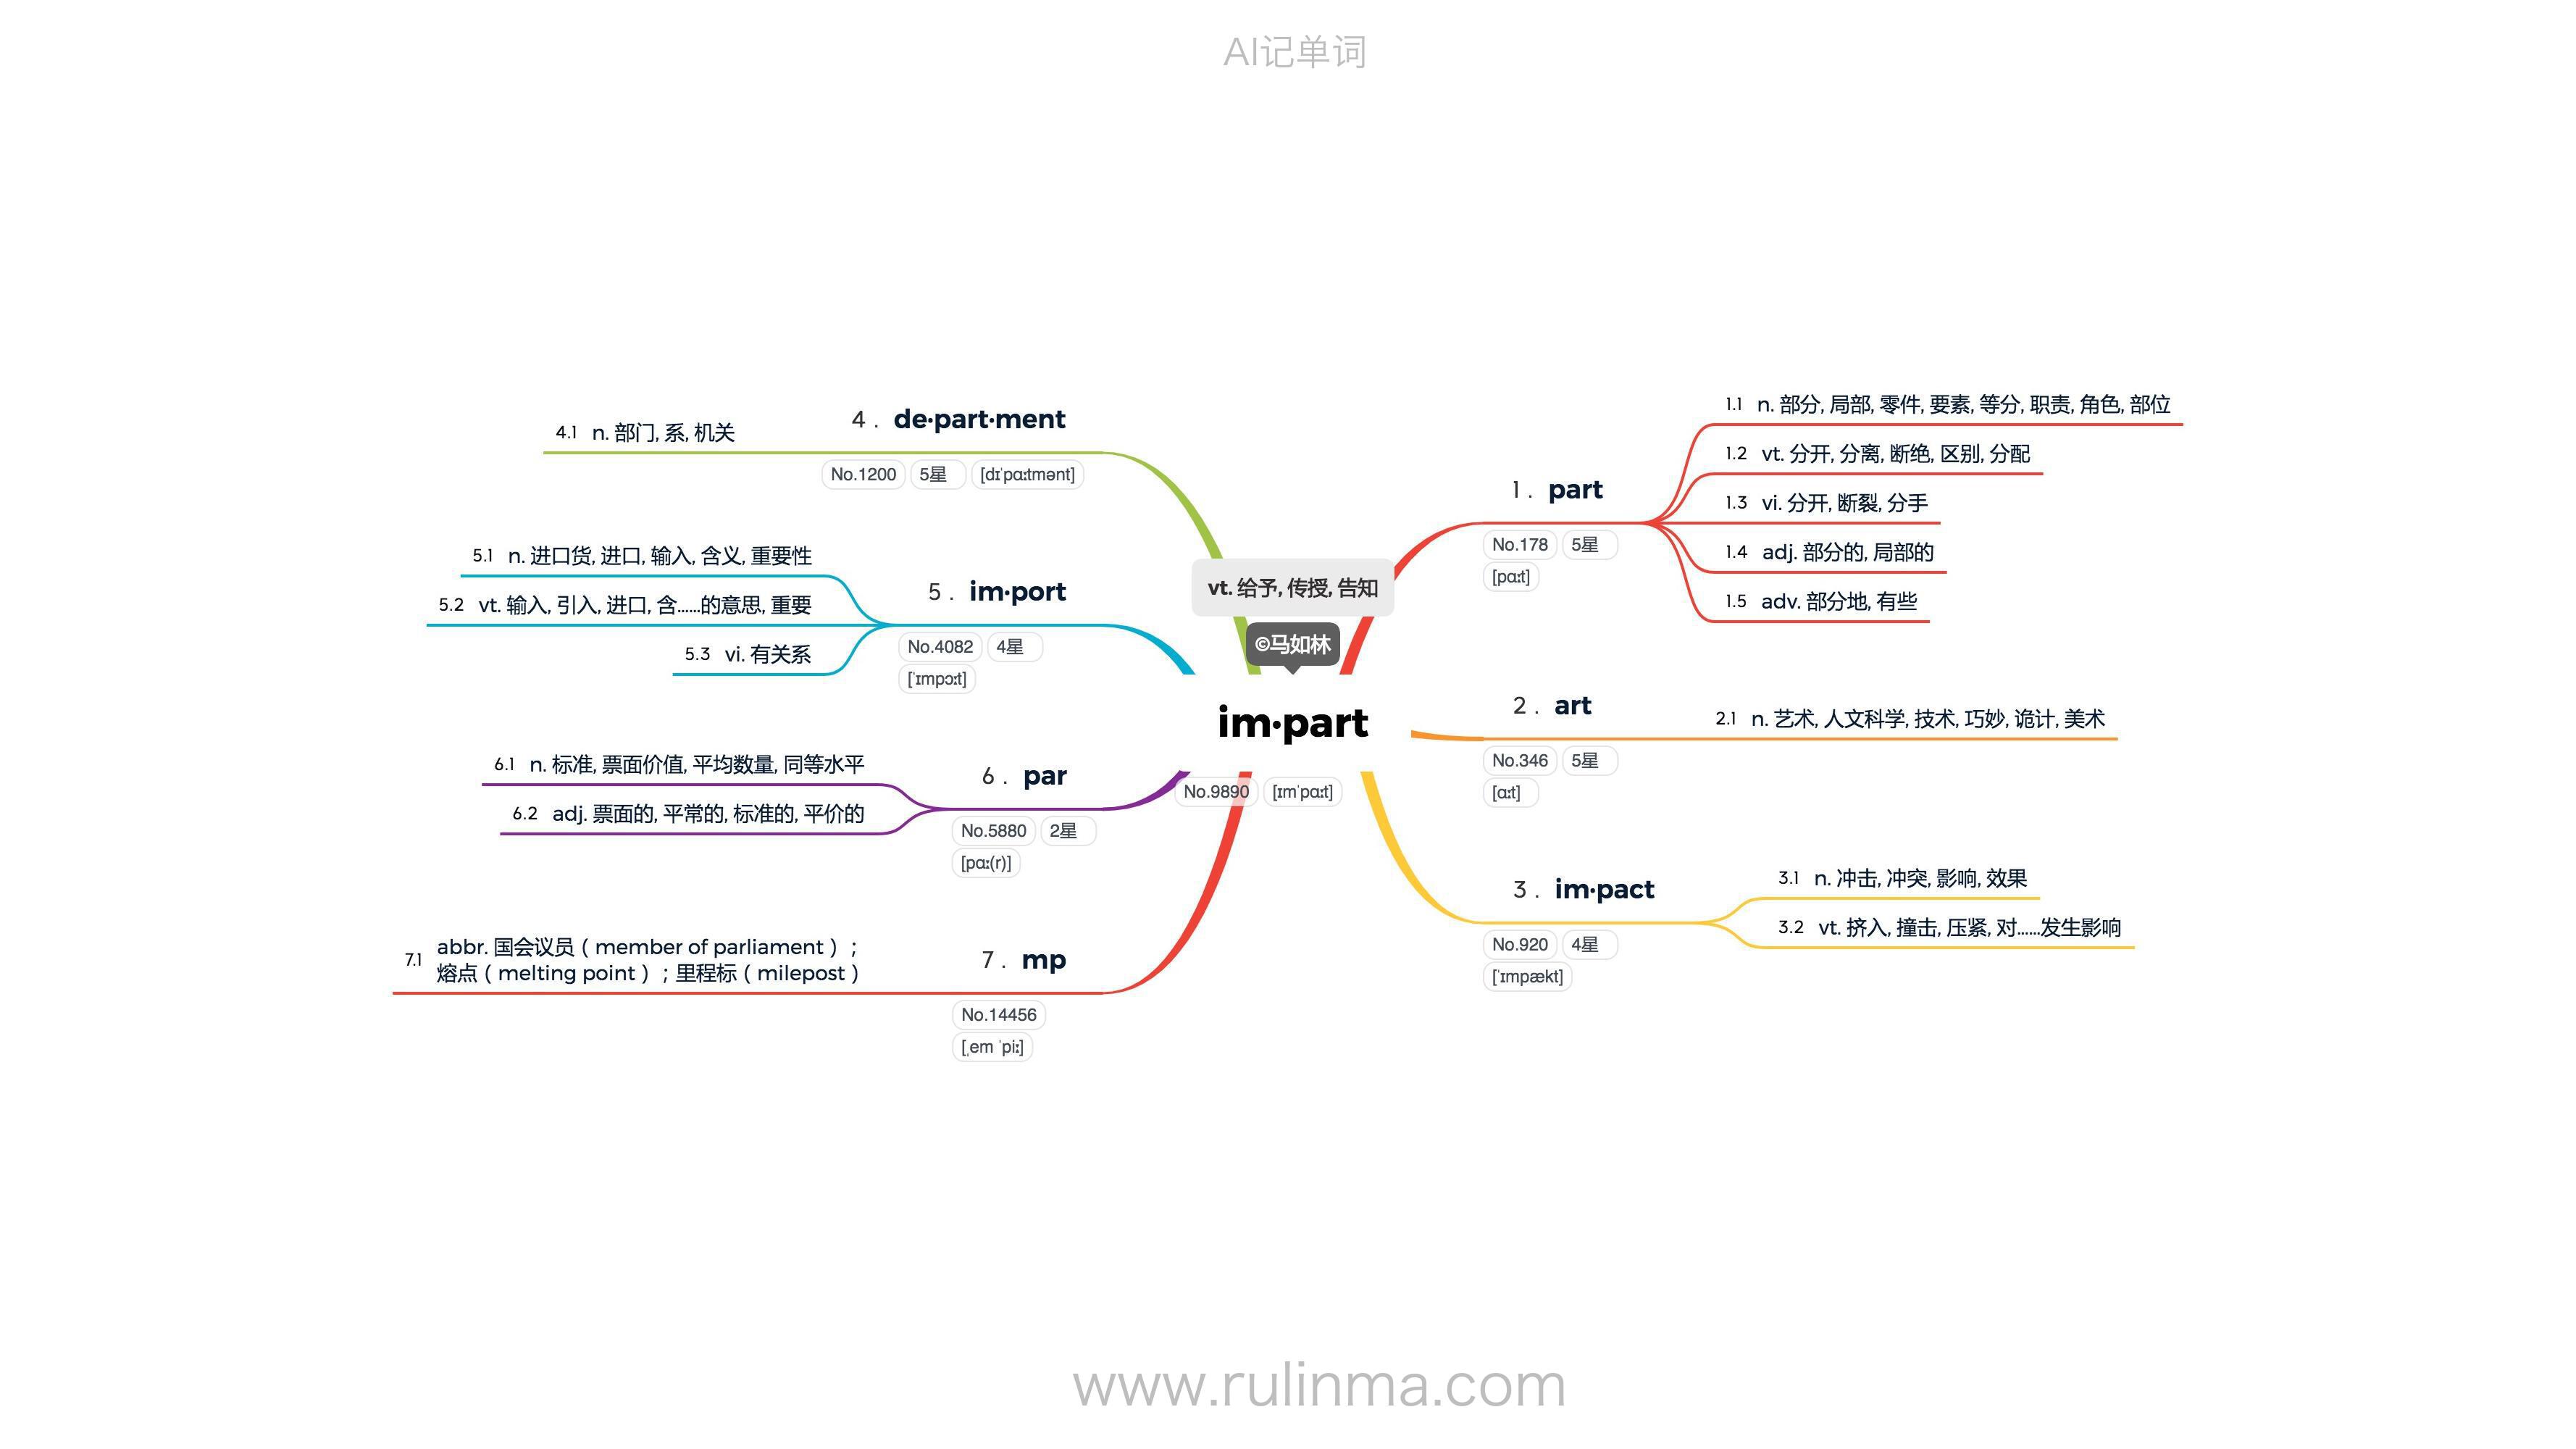 AI记单词
vt. 给予, 传授, 告知
©马如林
im·part
No.9890 [ɪmˈpɑːt]
1 . part
No.178 5星
[pɑːt]
1.1 n. 部分, 局部, 零件, 要素, 等分, 职责, 角色, 部位
1.2 vt. 分开, 分离, 断绝, 区别, 分配
1.3 vi. 分开, 断裂, 分手
1.4 adj. 部分的, 局部的
1.5 adv. 部分地, 有些
2 . art
No.346 5星
[ɑːt]
2.1 n. 艺术, 人文科学, 技术, 巧妙, 诡计, 美术
3 . im·pact
No.920 4星
[ˈɪmpækt]
3.1 n. 冲击, 冲突, 影响, 效果
3.2 vt. 挤入, 撞击, 压紧, 对……发生影响
4 . de·part·ment
No.1200 5星 [dɪˈpɑːtmənt]
4.1 n. 部门, 系, 机关
5 . im·port
No.4082 4星
[ˈɪmpɔːt]
5.1 n. 进口货, 进口, 输入, 含义, 重要性
5.2 vt. 输入, 引入, 进口, 含……的意思, 重要
5.3 vi. 有关系
6 . par
No.5880 2星
[pɑː(r)]
6.1 n. 标准, 票面价值, 平均数量, 同等水平
6.2 adj. 票面的, 平常的, 标准的, 平价的
7 . mp
No.14456
[ˌem ˈpiː]
7.1 abbr. 国会议员（member of parliament）；
熔点（melting point）；里程标（milepost）
www.rulinma.com